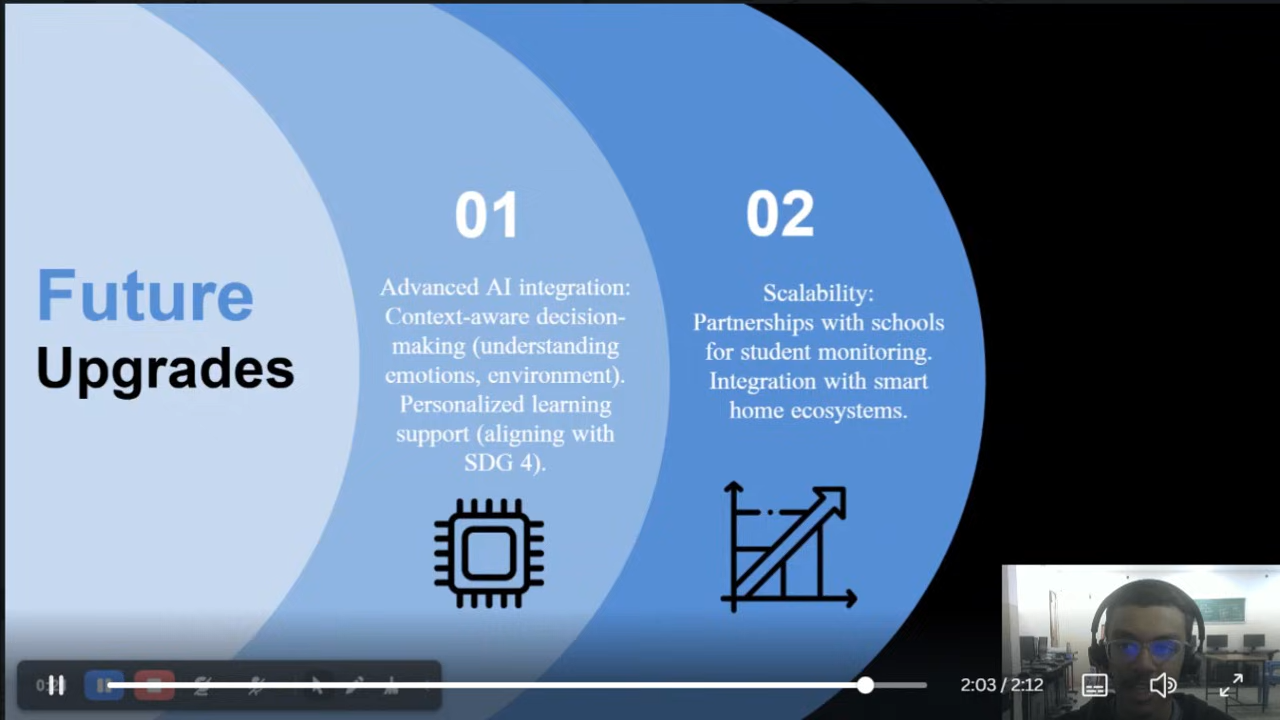 Future
Upgrades
01
Advanced AI integration:
Context-aware decision-
making (understanding
emotions, environment).
Personalized learning
support (aligning with
SDG 4).
02
Scalability:
Partnerships with schools
for student monitoring.
Integration with smart
home ecosystems.
2:03 / 2:12